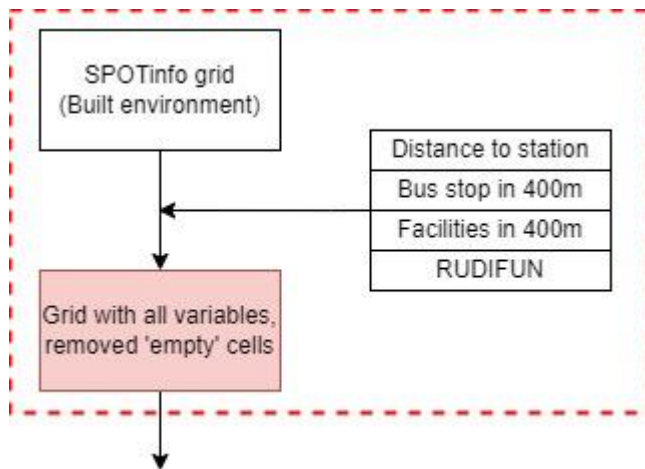 SPOTinfo grid
(Built environment)
Distance to station
Bus stop in 400m
Facilities in 400m
RUDIFUN
Grid with all variables,
removed 'empty' cells